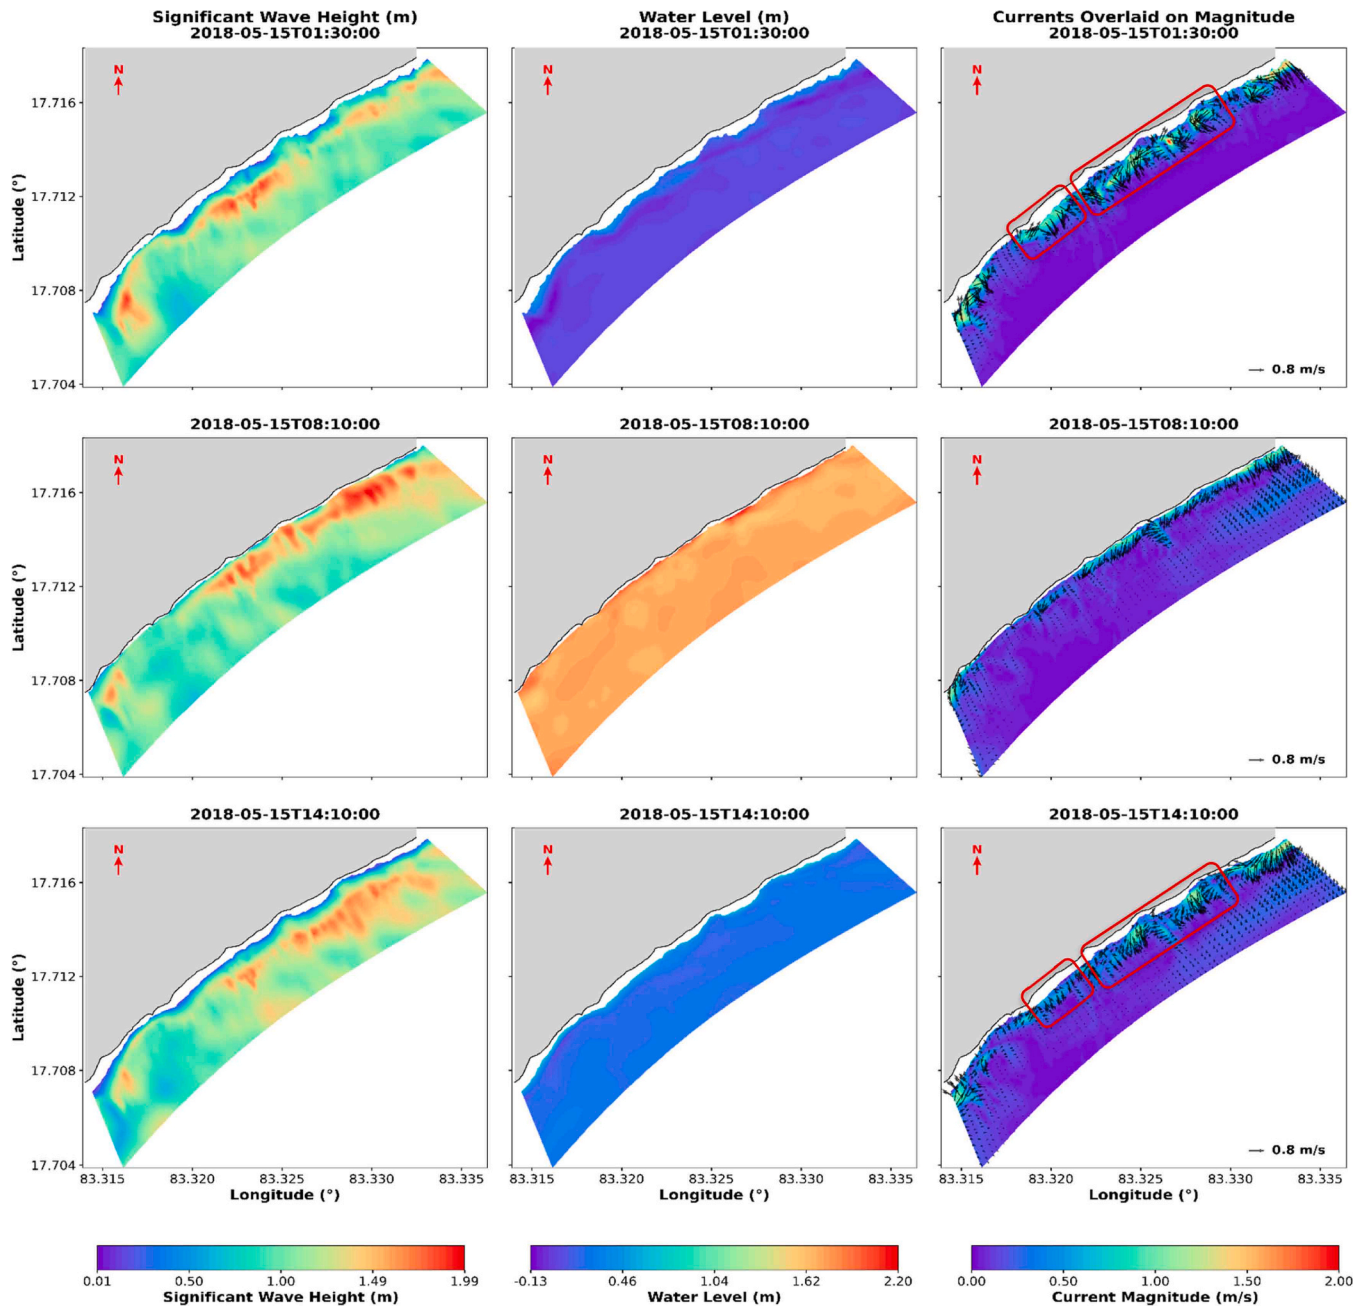 Significant Wave Height (m)
2018-05-15T01:30:00
Water Level (m)
2018-05-15T01:30:00
Currents Overlaid on Magnitude
2018-05-15T01:30:00
N
N
N
17.716
17.712
17.708
17.704
Latitude (°)
0.8 m/s
2018-05-15T08:10:00
2018-05-15T08:10:00
2018-05-15T08:10:00
N
N
N
17.716
17.712
17.708
17.704
Latitude (°)
0.8 m/s
2018-05-15T14:10:00
2018-05-15T14:10:00
2018-05-15T14:10:00
N
N
N
17.716
17.712
17.708
17.704
Latitude (°)
0.8 m/s
83.315 83.320 83.325 83.330 83.335
83.315 83.320 83.325 83.330 83.335
83.315 83.320 83.325 83.330 83.335
Longitude (°)
Longitude (°)
Longitude (°)
0.01 0.50 1.00 1.49 1.99
Significant Wave Height (m)
-0.13 0.46 1.04 1.62 2.20
Water Level (m)
0.00 0.50 1.00 1.50 2.00
Current Magnitude (m/s)